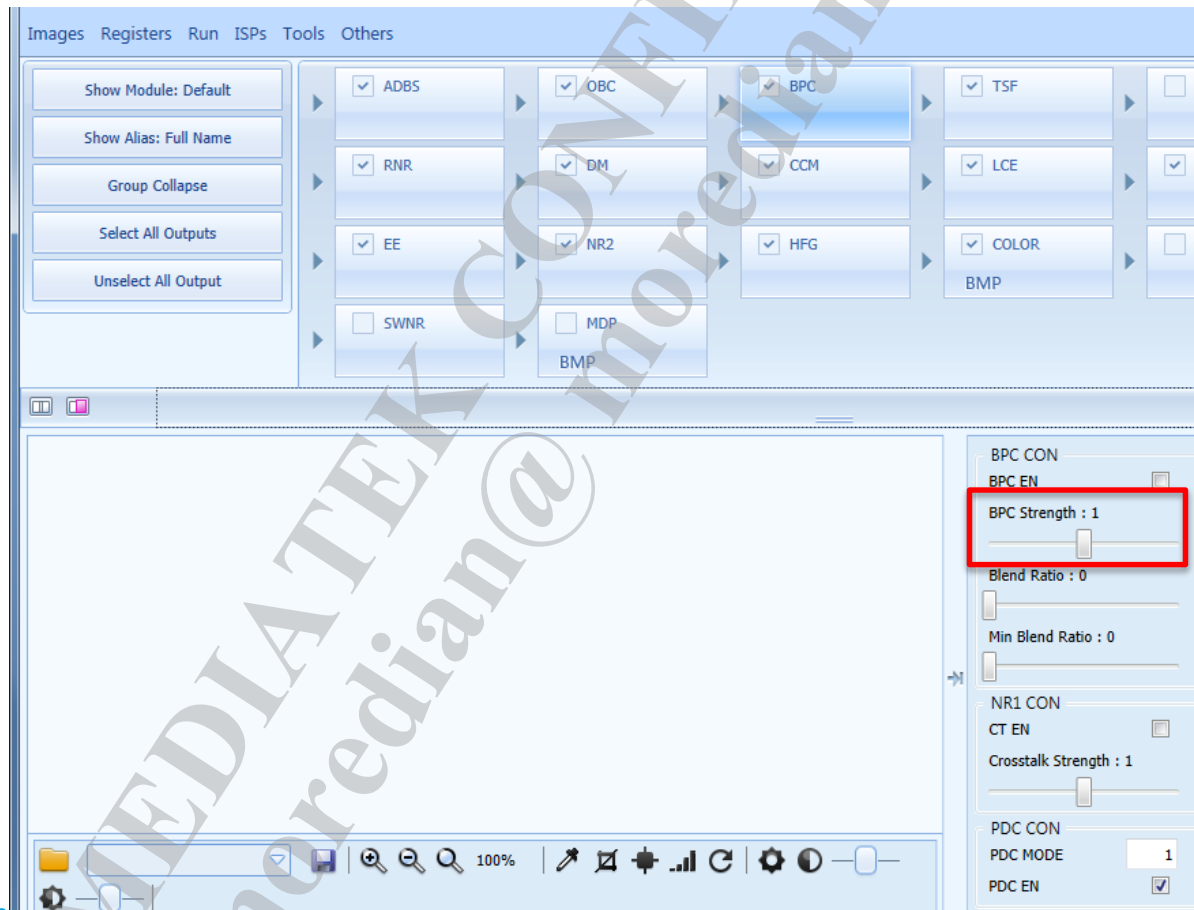 Images Registers Run ISPs Tools Others
Show Module: Default
Show Alias: Full Name
Group Collapse
Select All Outputs
Unselect All Output
ADBS OBC BPC TSF
RNR DM CCM LCE
EE NR2 HFG COLOR
BMP
SWNR MDP
BMP
BPC CON
BPC EN
BPC Strength : 1
Blend Ratio : 0
Min Blend Ratio : 0
NR1 CON
CT EN
Crosstalk Strength : 1
PDC CON
PDC MODE 1
PDC EN
100%
MEDIATEK CONF
moredian@